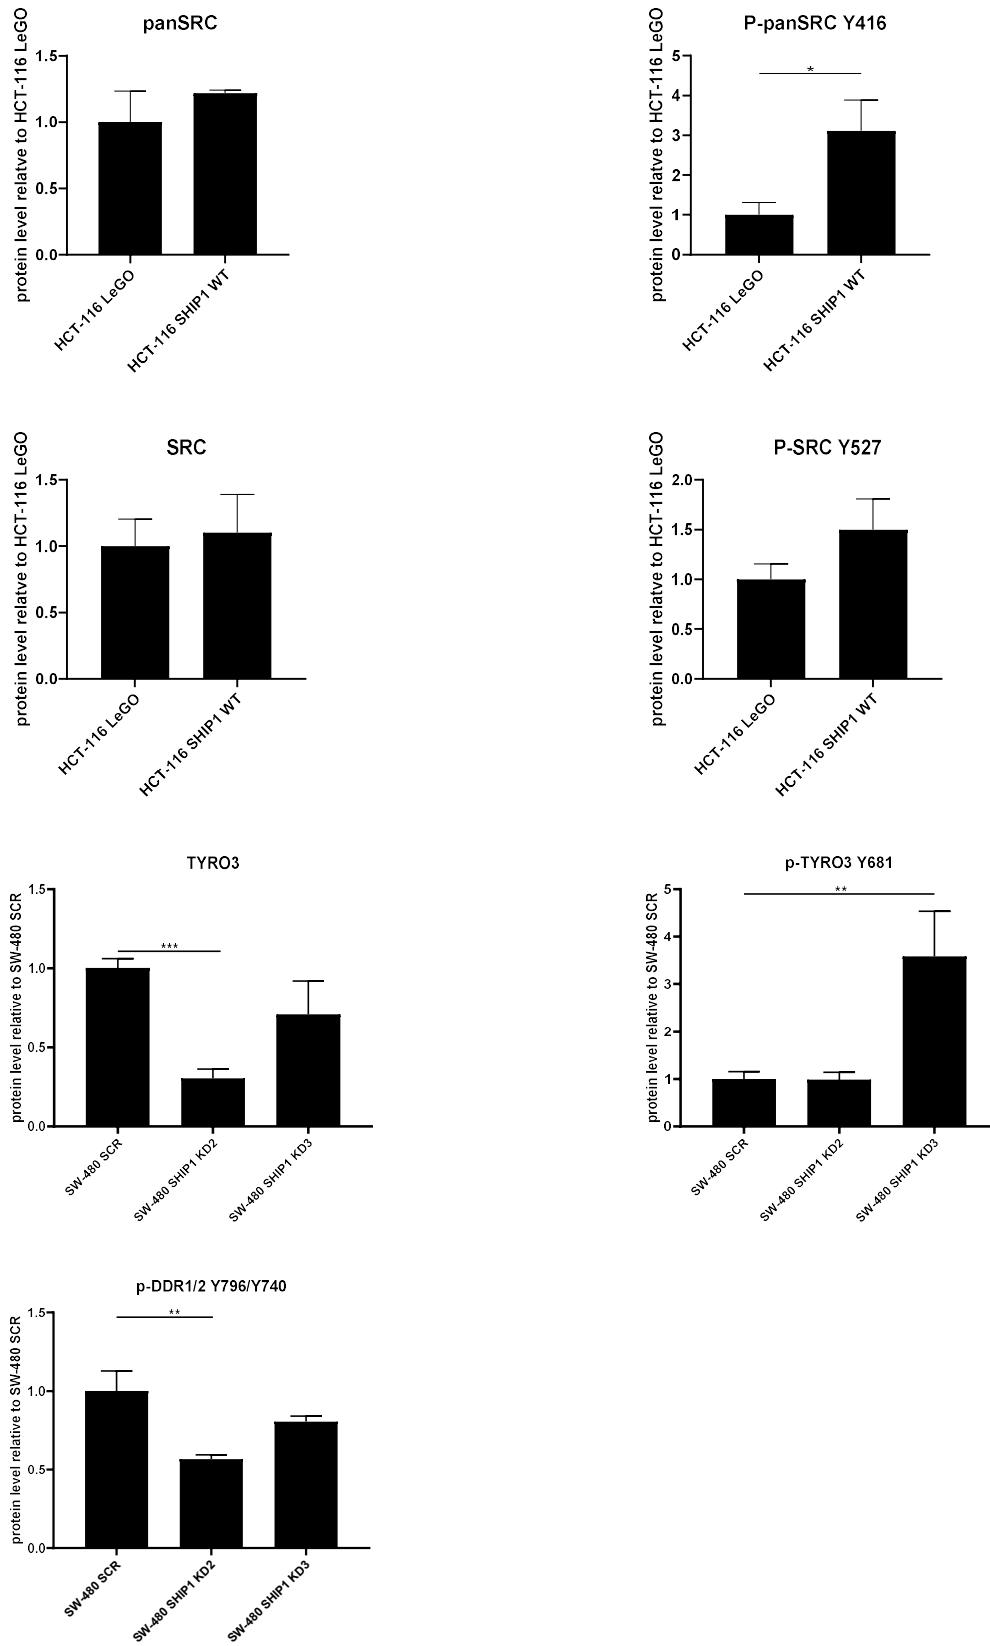 panSRC
protein level relatve to HCT-116 LeGO
1.5
1.0
0.5
0.0
HCT-116 LeGO
HCT-116 SHIP1 WT
P-panSRC Y416
protein level relatve to HCT-116 LeGO
5
4
3
2
1
0
*
HCT-116 LeGO
HCT-116 SHIP1 WT
SRC
protein level relatve to HCT-116 LeGO
1.5
1.0
0.5
0.0
HCT-116 LeGO
HCT-116 SHIP1 WT
P-SRC Y527
protein level relatve to HCT-116 LeGO
2.0
1.5
1.0
0.5
0.0
HCT-116 LeGO
HCT-116 SHIP1 WT
TYRO3
protein level relative to SW-480 SCR
1.5
1.0
0.5
0.0
***
SW-480 SCR
SW-480 SHIP1 KD2
SW-480 SHIP1 KD3
p-TYRO3 Y681
protein level relative to SW-480 SCR
5
4
3
2
1
0
**
SW-480 SCR
SW-480 SHIP1 KD2
SW-480 SHIP1 KD3
p-DDR1/2 Y796/Y740
protein level relative to SW-480 SCR
1.5
1.0
0.5
0.0
**
SW-480 SCR
SW-480 SHIP1 KD2
SW-480 SHIP1 KD3